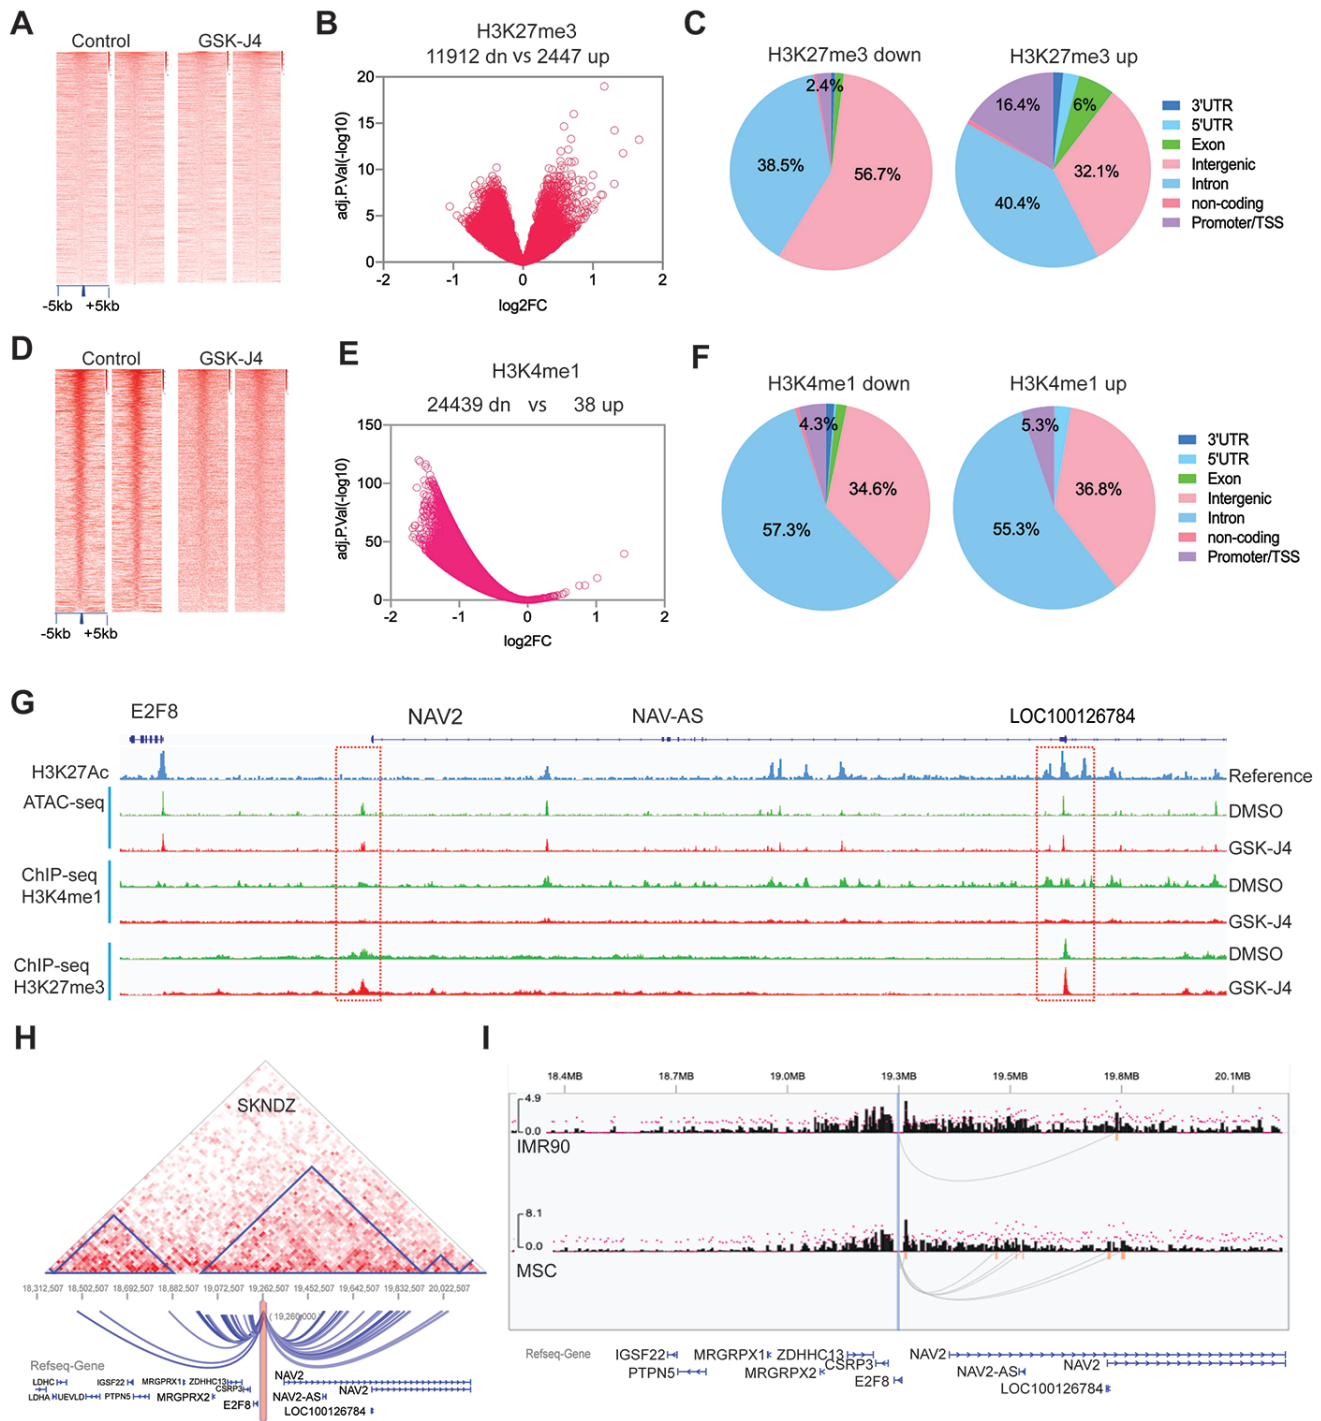 A
Control GSK-J4
-5kb +5kb
B
H3K27me3
11912 dn vs 2447 up
adj.P.Val(-log10)
20
15
10
5
0
-2 -1 0 1 2
log2FC
C
H3K27me3 down H3K27me3 up
2.4%
38.5%
56.7%
16.4%
6%
32.1%
40.4%
3'UTR
5'UTR
Exon
Intergenic
Intron
non-coding
Promoter/TSS
D
Control GSK-J4
-5kb +5kb
E
H3K4me1
24439 dn vs 38 up
adj.P.Val(-log10)
150
100
50
0
-2 -1 0 1 2
log2FC
F
H3K4me1 down H3K4me1 up
4.3%
34.6%
57.3%
5.3%
36.8%
55.3%
3'UTR
5'UTR
Exon
Intergenic
Intron
non-coding
Promoter/TSS
G
E2F8 NAV2 NAV-AS LOC100126784
H3K27Ac Reference
ATAC-seq DMSO
GSK-J4
ChIP-seq
H3K4me1
DMSO
GSK-J4
ChIP-seq
H3K27me3
DMSO
GSK-J4
H
SKNDZ
18,312,507 18,502,507 18,692,507 18,882,507 19,072,507 19,262,507 19,452,507 19,642,507 19,832,507 20,022,507
( 19,260,000 )
Refseq-Gene
LDHC IGSF22 MRGPRX1 ZDHHC13 NAV2
LDHA UEVLD PTPN5 MRGPRX2 CSRP3 NAV2-AS NAV2
E2F8 LOC100126784
I
18.4MB 18.7MB 19.0MB 19.3MB 19.5MB 19.8MB 20.1MB
4.9
0.0
IMR90
8.1
0.0
MSC
Refseq-Gene
IGSF22 MRGRPX1 ZDHHC13 NAV2
PTPN5 MRGRPX2 CSRP3 NAV2-AS NAV2
E2F8 LOC100126784